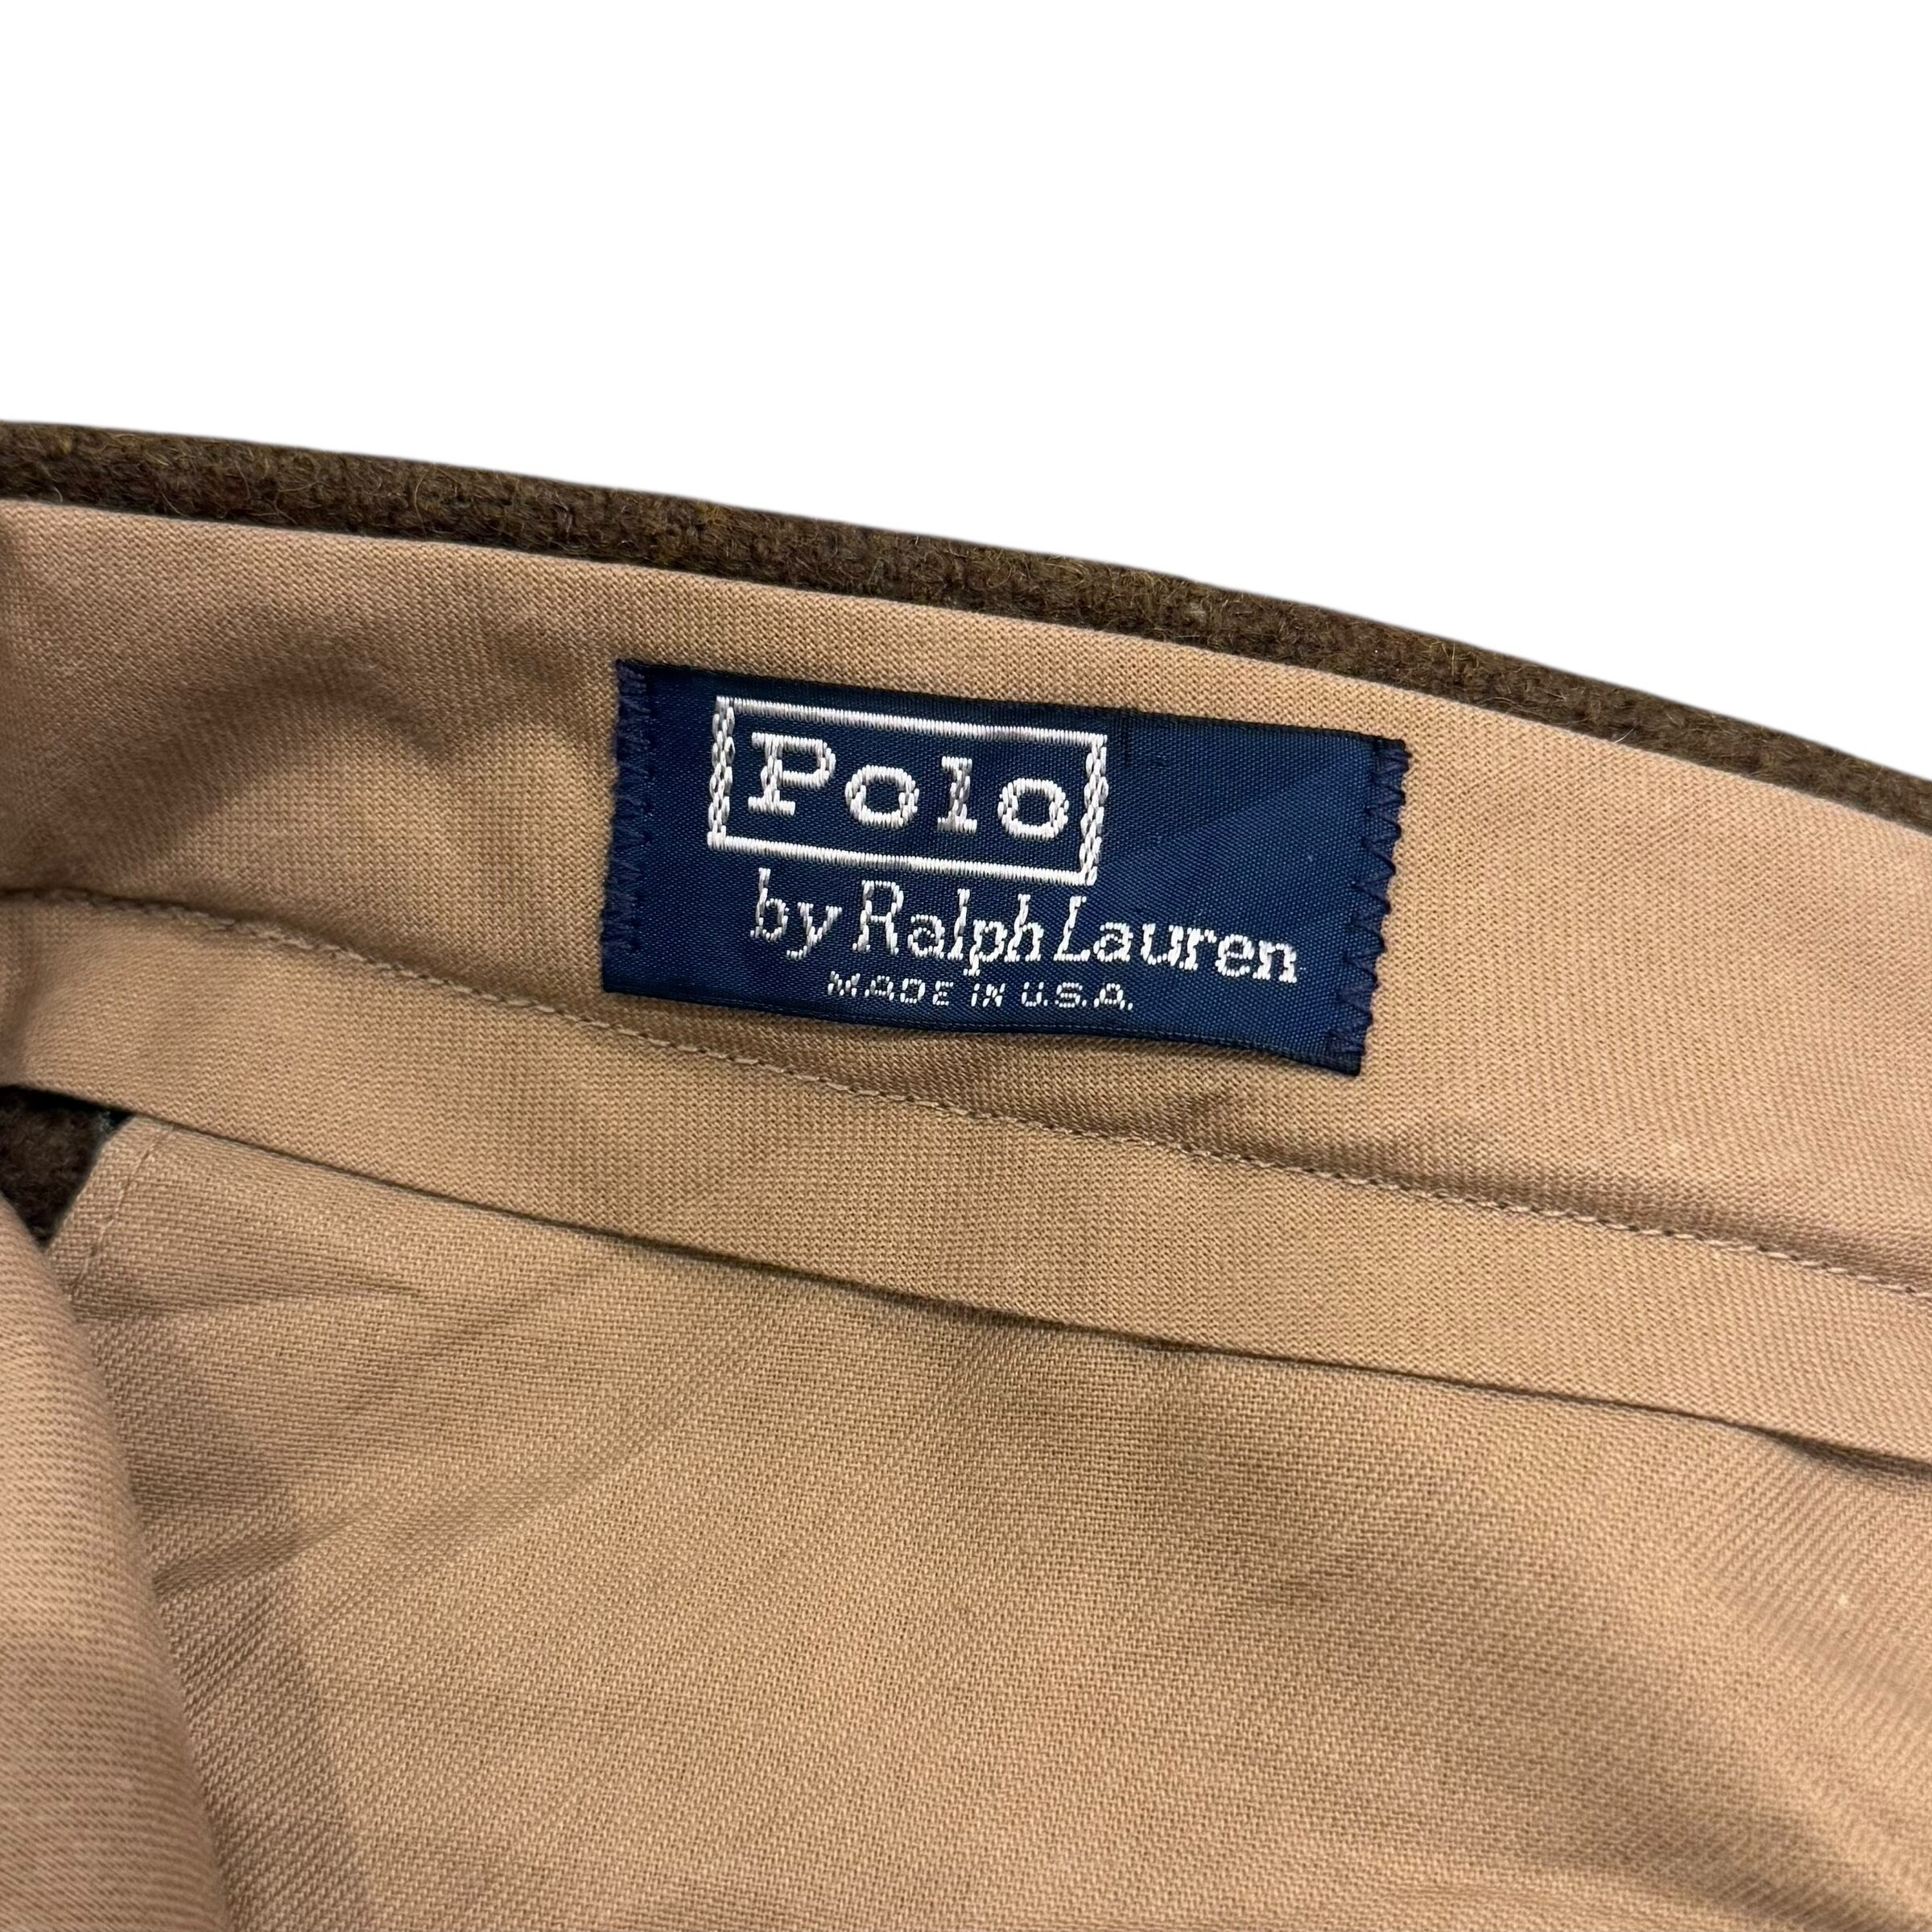 Polo
by Ralph Lauren
MADE IN U.S.A.